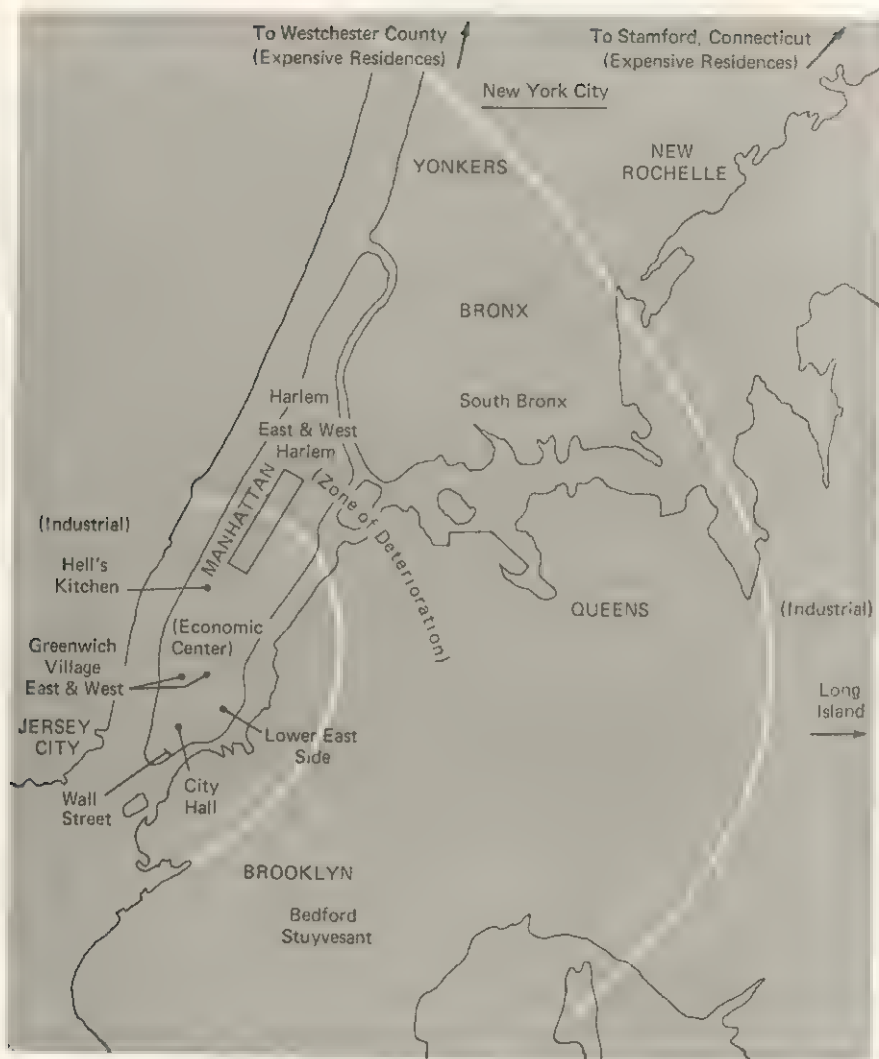 To Westchester County
(Expensive Residences)
To Stamford, Connecticut
(Expensive Residences)
New York City
YONKERS
NEW
ROCHELLE
BRONX
South Bronx
Harlem
East & West
Harlem
MANHATTAN
(Zone of Deterioration)
(Industrial)
Hell's
Kitchen
(Economic
Center)
QUEENS
(Industrial)
Greenwich
Village
East & West
Long
Island
JERSEY
CITY
Lower East
Side
Wall
Street
City
Hall
BROOKLYN
Bedford
Stuyvesant